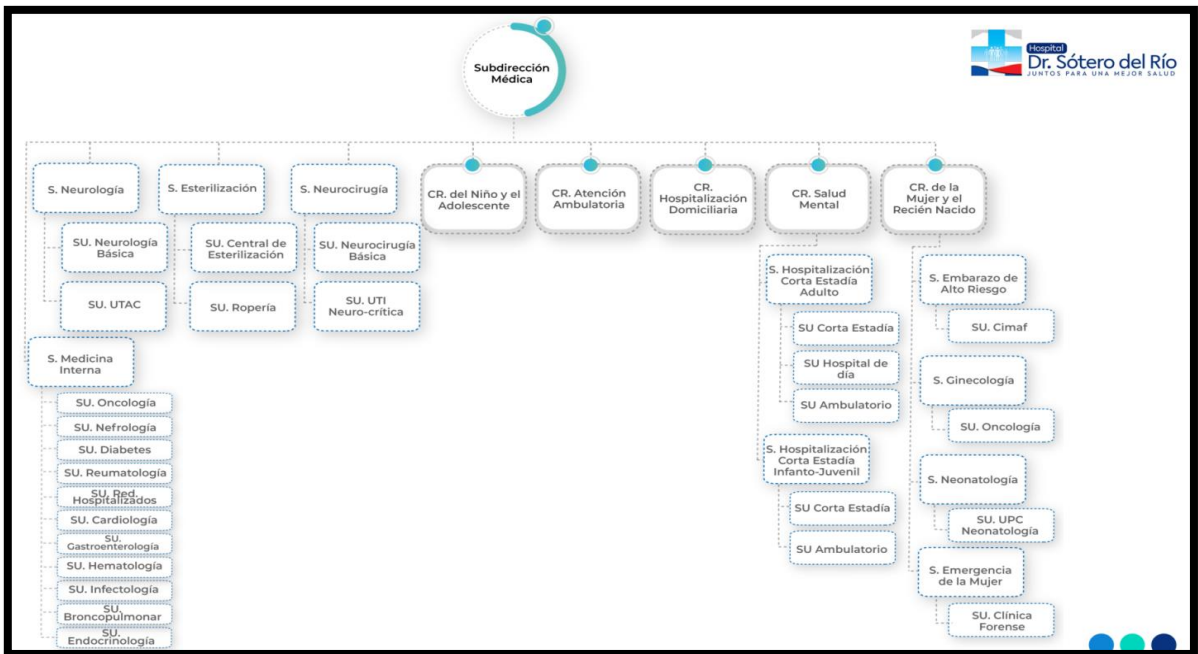 Subdirección
Médica
Hospital
Dr. Sótero del Río
JUNTOS PARA UNA MEJOR SALUD
S. Neurología
S. Esterilización
S. Neurocirugía
CR. del Niño y el
Adolescente
CR. Atención
Ambulatoria
CR.
Hospitalización
Domiciliaria
CR. Salud
Mental
CR. de la
Mujer y el
Recién Nacido
SU. Neurología
Básica
SU. UTAC
SU. Central de
Esterilización
SU. Ropería
SU. Neurocirugía
Básica
SU. UTI
Neuro-crítica
S. Medicina
Interna
SU. Oncología
SU. Nefrología
SU. Diabetes
SU. Reumatología
SU. Red.
Hospitalizados
SU. Cardiología
SU.
Gastroenterología
SU. Hematología
SU. Infectología
SU.
Broncopulmonar
SU.
Endocrinología
S. Hospitalización
Corta Estadía
Adulto
SU Corta Estadía
SU Hospital de
día
SU Ambulatorio
S. Hospitalización
Corta Estadía
Infanto-Juvenil
SU Corta Estadía
SU Ambulatorio
S. Embarazo de
Alto Riesgo
SU. Cimaf
S. Ginecología
SU. Oncología
S. Neonatología
SU. UPC
Neonatología
S. Emergencia
de la Mujer
SU. Clínica
Forense